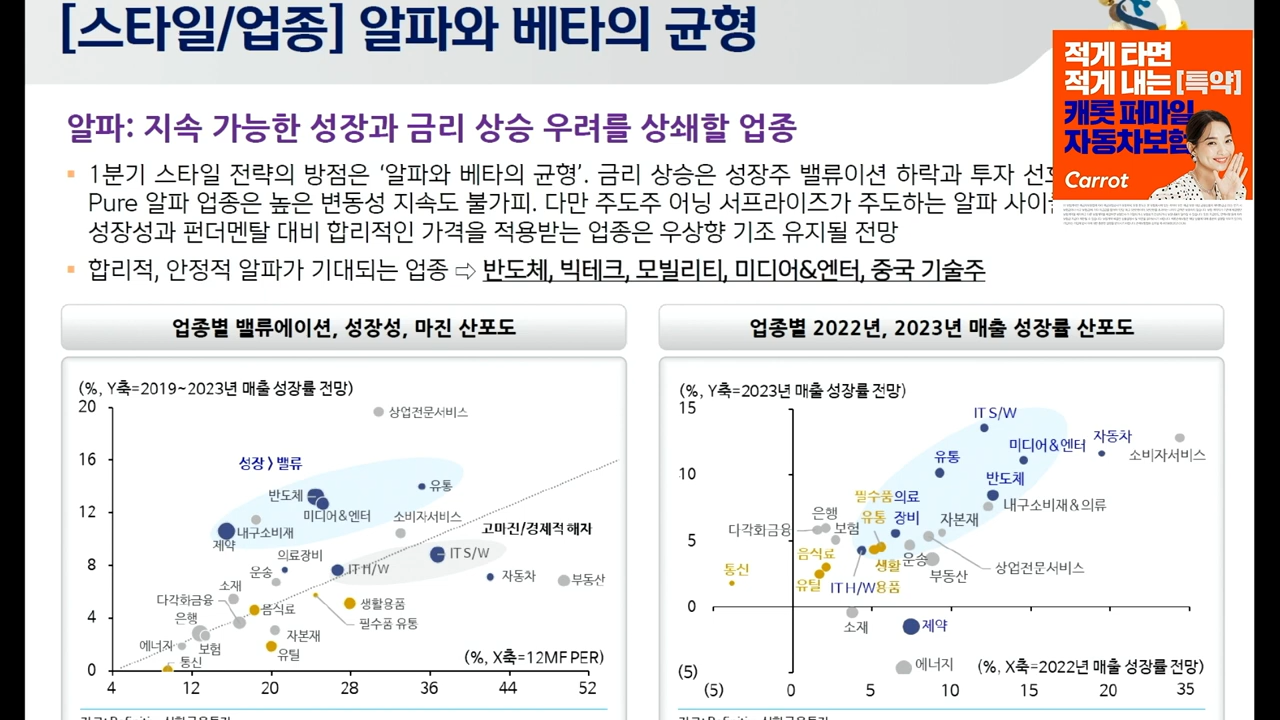 [스타일/업종] 알파와 베타의 균형
적게 타면
적게 내는 [특약]
캐롯 퍼마일
자동차보험
Carrot
알파: 지속 가능한 성장과 금리 상승 우려를 상쇄할 업종
1분기 스타일 전략의 방점은 ‘알파와 베타의 균형’. 금리 상승은 성장주 밸류이션 하락과 투자
Pure 알파 업종은 높은 변동성 지속도 불가피. 다만 주도주 어닝 서프라이즈가 주도하는 알파
성장성과 펀더멘탈 대비 합리적인 가격을 적용받는 업종은 우상향 기조 유지될 전망
합리적, 안정적 알파가 기대되는 업종 ⇨ 반도체, 빅테크, 모빌리티, 미디어&엔터, 중국 기술주
업종별 밸류에이션, 성장성, 마진 산포도
(%, Y축=2019~2023년 매출 성장률 전망)
20
16
12
8
4
0
상업전문서비스
성장 > 밸류
반도체
유통
미디어&엔터
소비자서비스
내구소비재
고마진/경제적 해자
제약
의료장비
IT S/W
운송
IT H/W
자동차
부동산
소재
다각화금융
음식료
생활용품
은행
필수품 유통
자본재
에너지
보험
유틸
통신
(%, X축=12MF PER)
4
12
20
28
36
44
52
업종별 2022년, 2023년 매출 성장률 산포도
(%, Y축=2023년 매출 성장률 전망)
15
10
5
0
(5)
IT S/W
미디어&엔터
자동차
소비자서비스
유통
반도체
필수품
유통
의료
장비
내구소비재&의류
은행
다각화금융
보험
자본재
음식료
생활
용품
운송
상업전문서비스
통신
유틸
IT H/W
부동산
소재
제약
에너지
(%, X축=2022년 매출 성장률 전망)
(5)
0
5
10
15
20
35